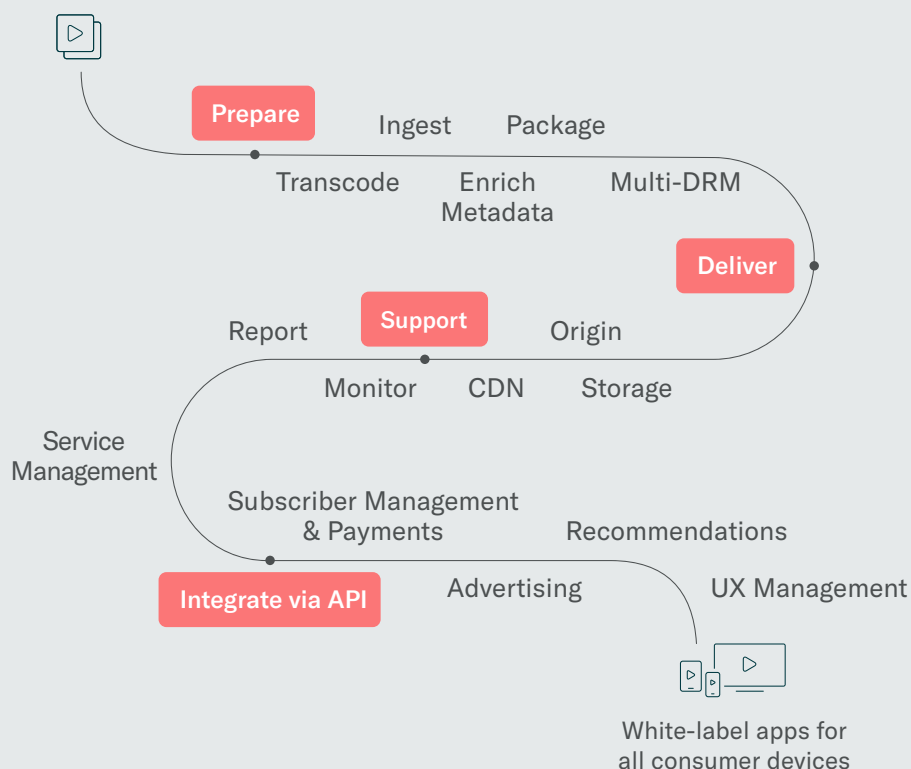 Prepare
Ingest
Package
Transcode
Enrich
Metadata
Multi-DRM
Deliver
Support
Report
Origin
Monitor
CDN
Storage
Service
Management
Subscriber Management
& Payments
Recommendations
Integrate via API
Advertising
UX Management
White-label apps for
all consumer devices